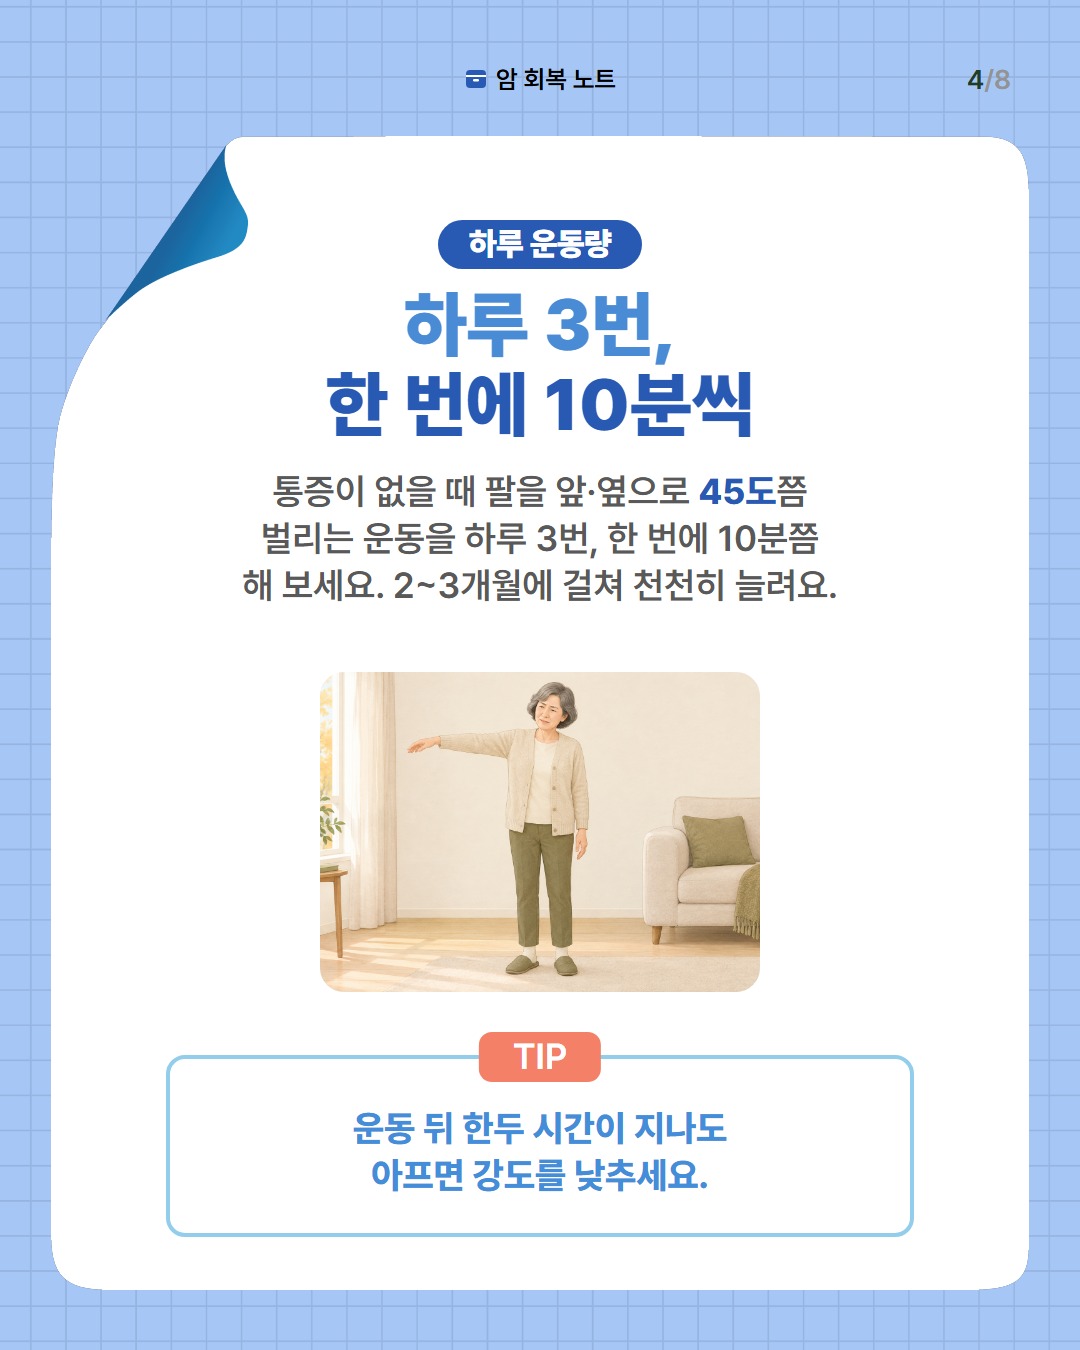 암 회복 노트
4/8
하루 운동량
하루 3번,
한 번에 10분씩
통증이 없을 때 팔을 앞·옆으로 45도쯤
벌리는 운동을 하루 3번, 한 번에 10분쯤
해 보세요. 2~3개월에 걸쳐 천천히 늘려요.
TIP
운동 뒤 한두 시간이 지나도
아프면 강도를 낮추세요.